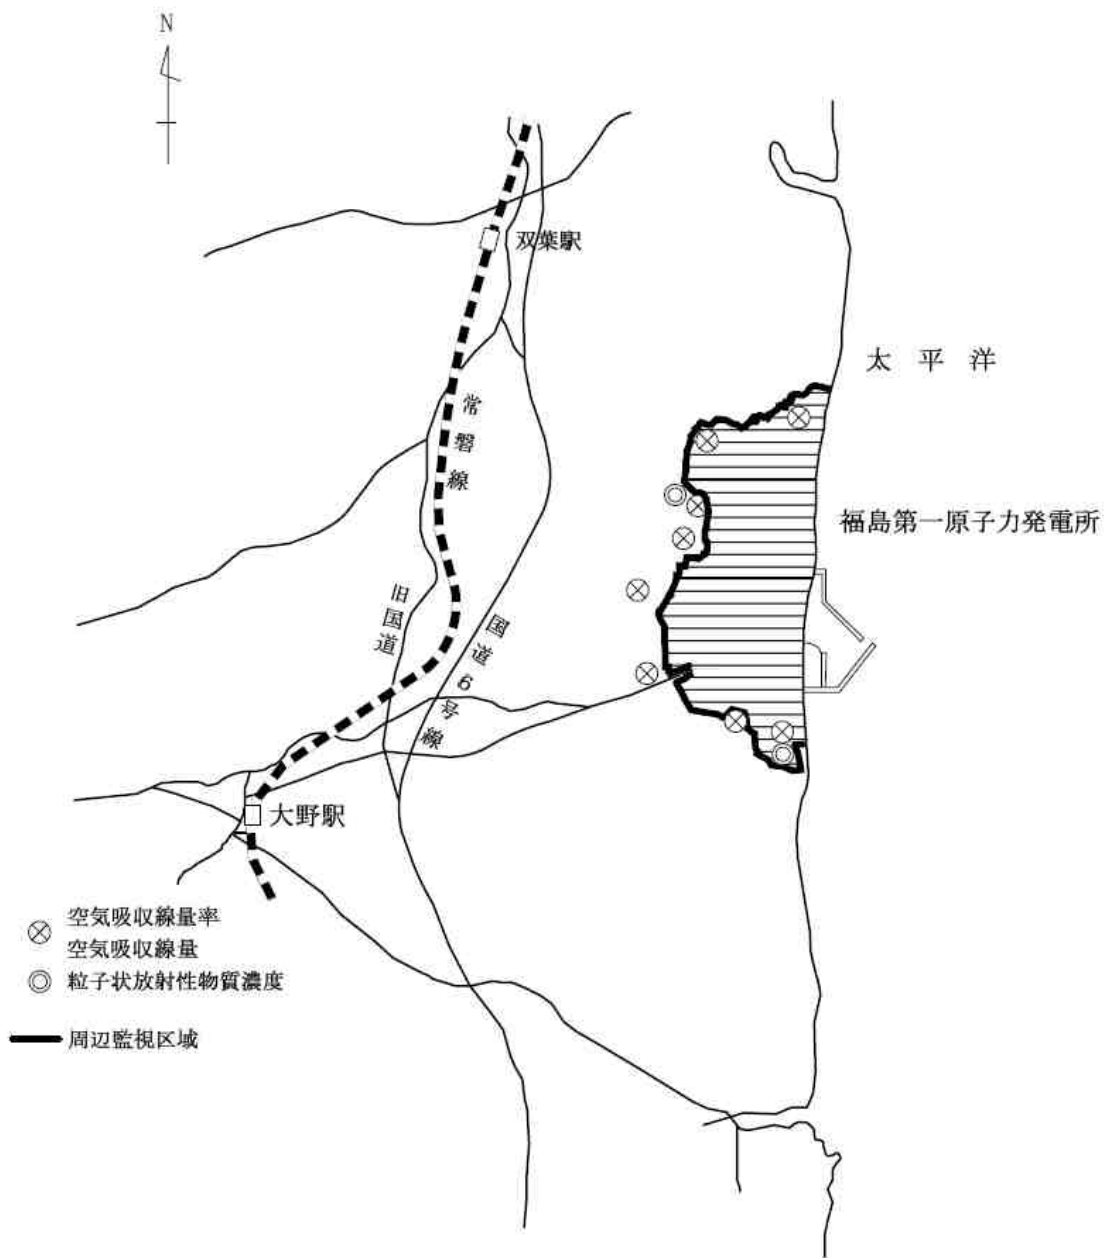 N
双葉駅
太平洋
常磐線
福島第一原子力発電所
旧国道
国道6号線
大野駅
空気吸収線量率
空気吸収線量
粒子状放射性物質濃度
周辺監視区域